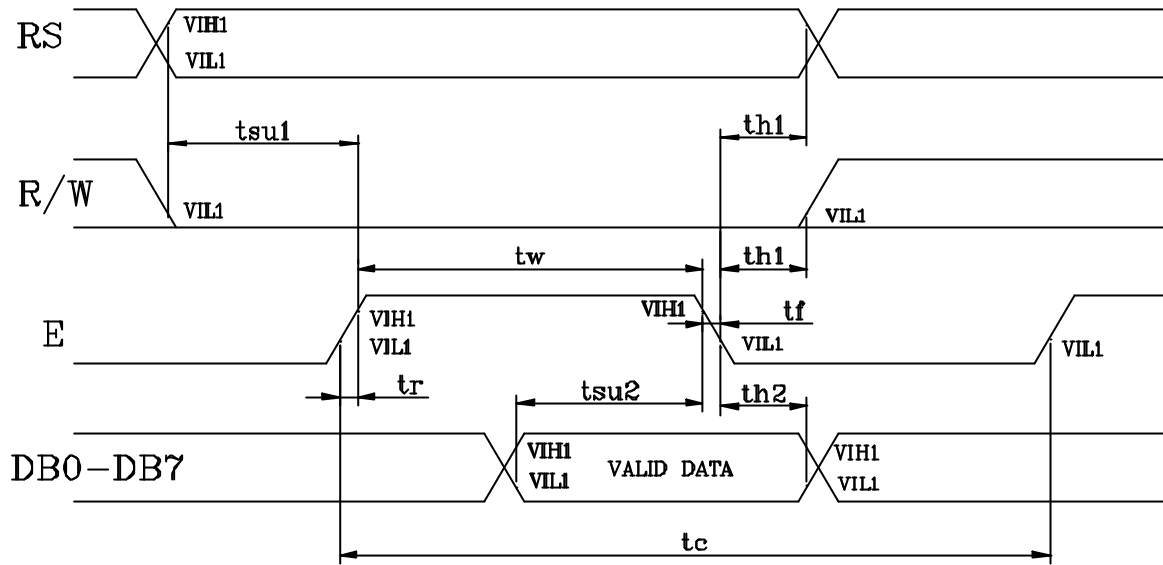 RS
VIH1
VIL1
tsu1
th1
R/W
VIL1
VIL1
tw
th1
E
VIH1
VIL1
VIH1
tf
VIL1
VIL1
tr
tsu2
th2
DB0-DB7
VIH1
VIL1
VALID DATA
VIH1
VIL1
tc